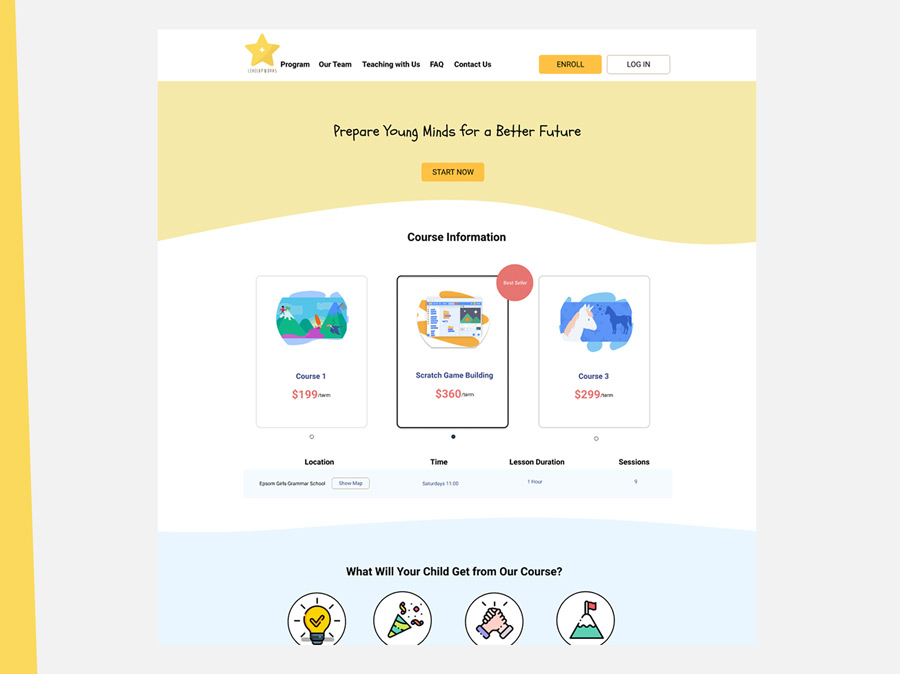 Program Our Team Teaching with Us FAQ Contact Us ENROLL LOG IN
Prepare Young Minds for a Better Future
START NOW
Course Information
Best Seller
Course 1
$199/term
Scratch Game Building
$360/term
Course 3
$299/term
Location Time Lesson Duration Sessions
Epsom Girls Grammar School Show Map Saturdays 11:00 1 Hour 9
What Will Your Child Get from Our Course?